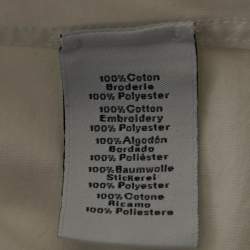 100%Coton
Broderie
100% Polyester
100%Cotton
Embroidery
100% Polyester
100%Algodón
Bordado
100% Poliéster
100%Baumwolle
Stickerei
100% Polyester
100%Cotone
Ricamo
100% Poliestere